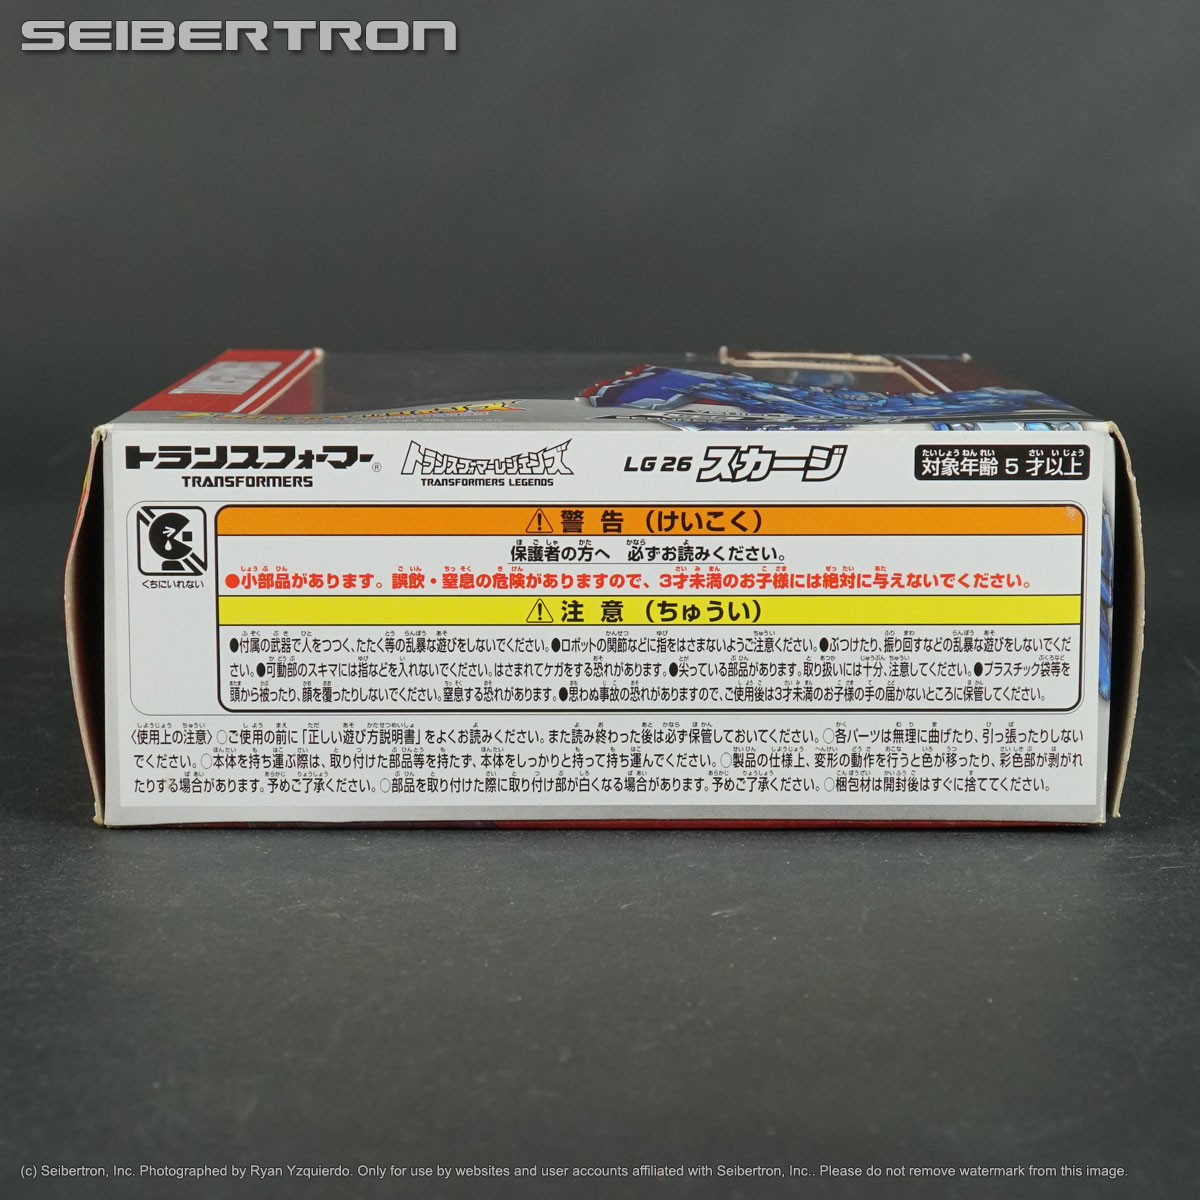 SEIBERTRON
トランスフォーマー®
TRANSFORMERS
トランスフォーマーレジェンズ
TRANSFORMERS LEGENDS
LG26 スカージ
対象年齢 5 才以上
くちにいれない
⚠ 警 告（けいこく）
保護者の方へ 必ずお読みください。
●小部品があります。誤飲・窒息の危険がありますので、3才未満のお子様には絶対に与えないでください。
⚠ 注 意（ちゅうい）
●付属の武器で人をつつく、たたく等の乱暴な遊びをしないでください。●ロボットの関節などに指をはさまないようご注意ください。●ぶつけたり、振り回すなどの乱暴な遊びをしないでくだ
さい。●可動部のスキマには指などを入れないでください。はさまれてケガをする恐れがあります。●尖っている部品があります。取り扱いには十分、注意してください。●プラスチック袋等を
頭から被ったり、顔を覆ったりしないでください。窒息する恐れがあります。●思わぬ事故の恐れがありますので、ご使用後は3才未満のお子様の手の届かないところに保管してください。
〈使用上の注意〉○ご使用の前に「正しい遊び方説明書」をよくお読みください。また読み終わった後は必ず保管しておいてください。○各パーツは無理に曲げたり、引っ張ったりしない
でください。○本体を持ち運ぶ際は、取り付けた部品等を持たず、本体をしっかりと持って持ち運んでください。○製品の仕様上、変形の動作を行うと色が移ったり、彩色部が剥がれ
たりする場合があります。予めご了承ください。○部品を取り付けた際に取り付け部が白くなる場合があります。予めご了承ください。○梱包材は開封後はすぐに捨ててください。
(c) Seibertron, Inc. Photographed by Ryan Yzquierdo. Only for use by websites and user accounts affiliated with Seibertron, Inc.. Please do not remove watermark from this image.